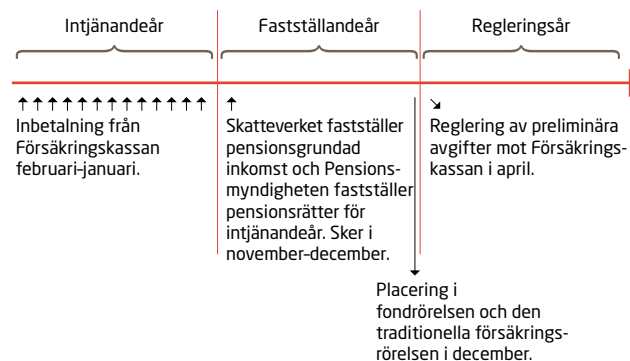 Intjänandeår
Fastställandeår
Regleringsår
Inbetalning från
Försäkringskassan
februari–januari.
Skatteverket fastställer
pensionsgrundad
inkomst och Pensions-
myndigheten fastställer
pensionsrätter för
intjänandeår. Sker i
november–december.
Reglering av preliminära
avgifter mot Försäkrings-
kassan i april.
Placering i
fondrörelsen och den
traditionella försäkrings-
rörelsen i december.